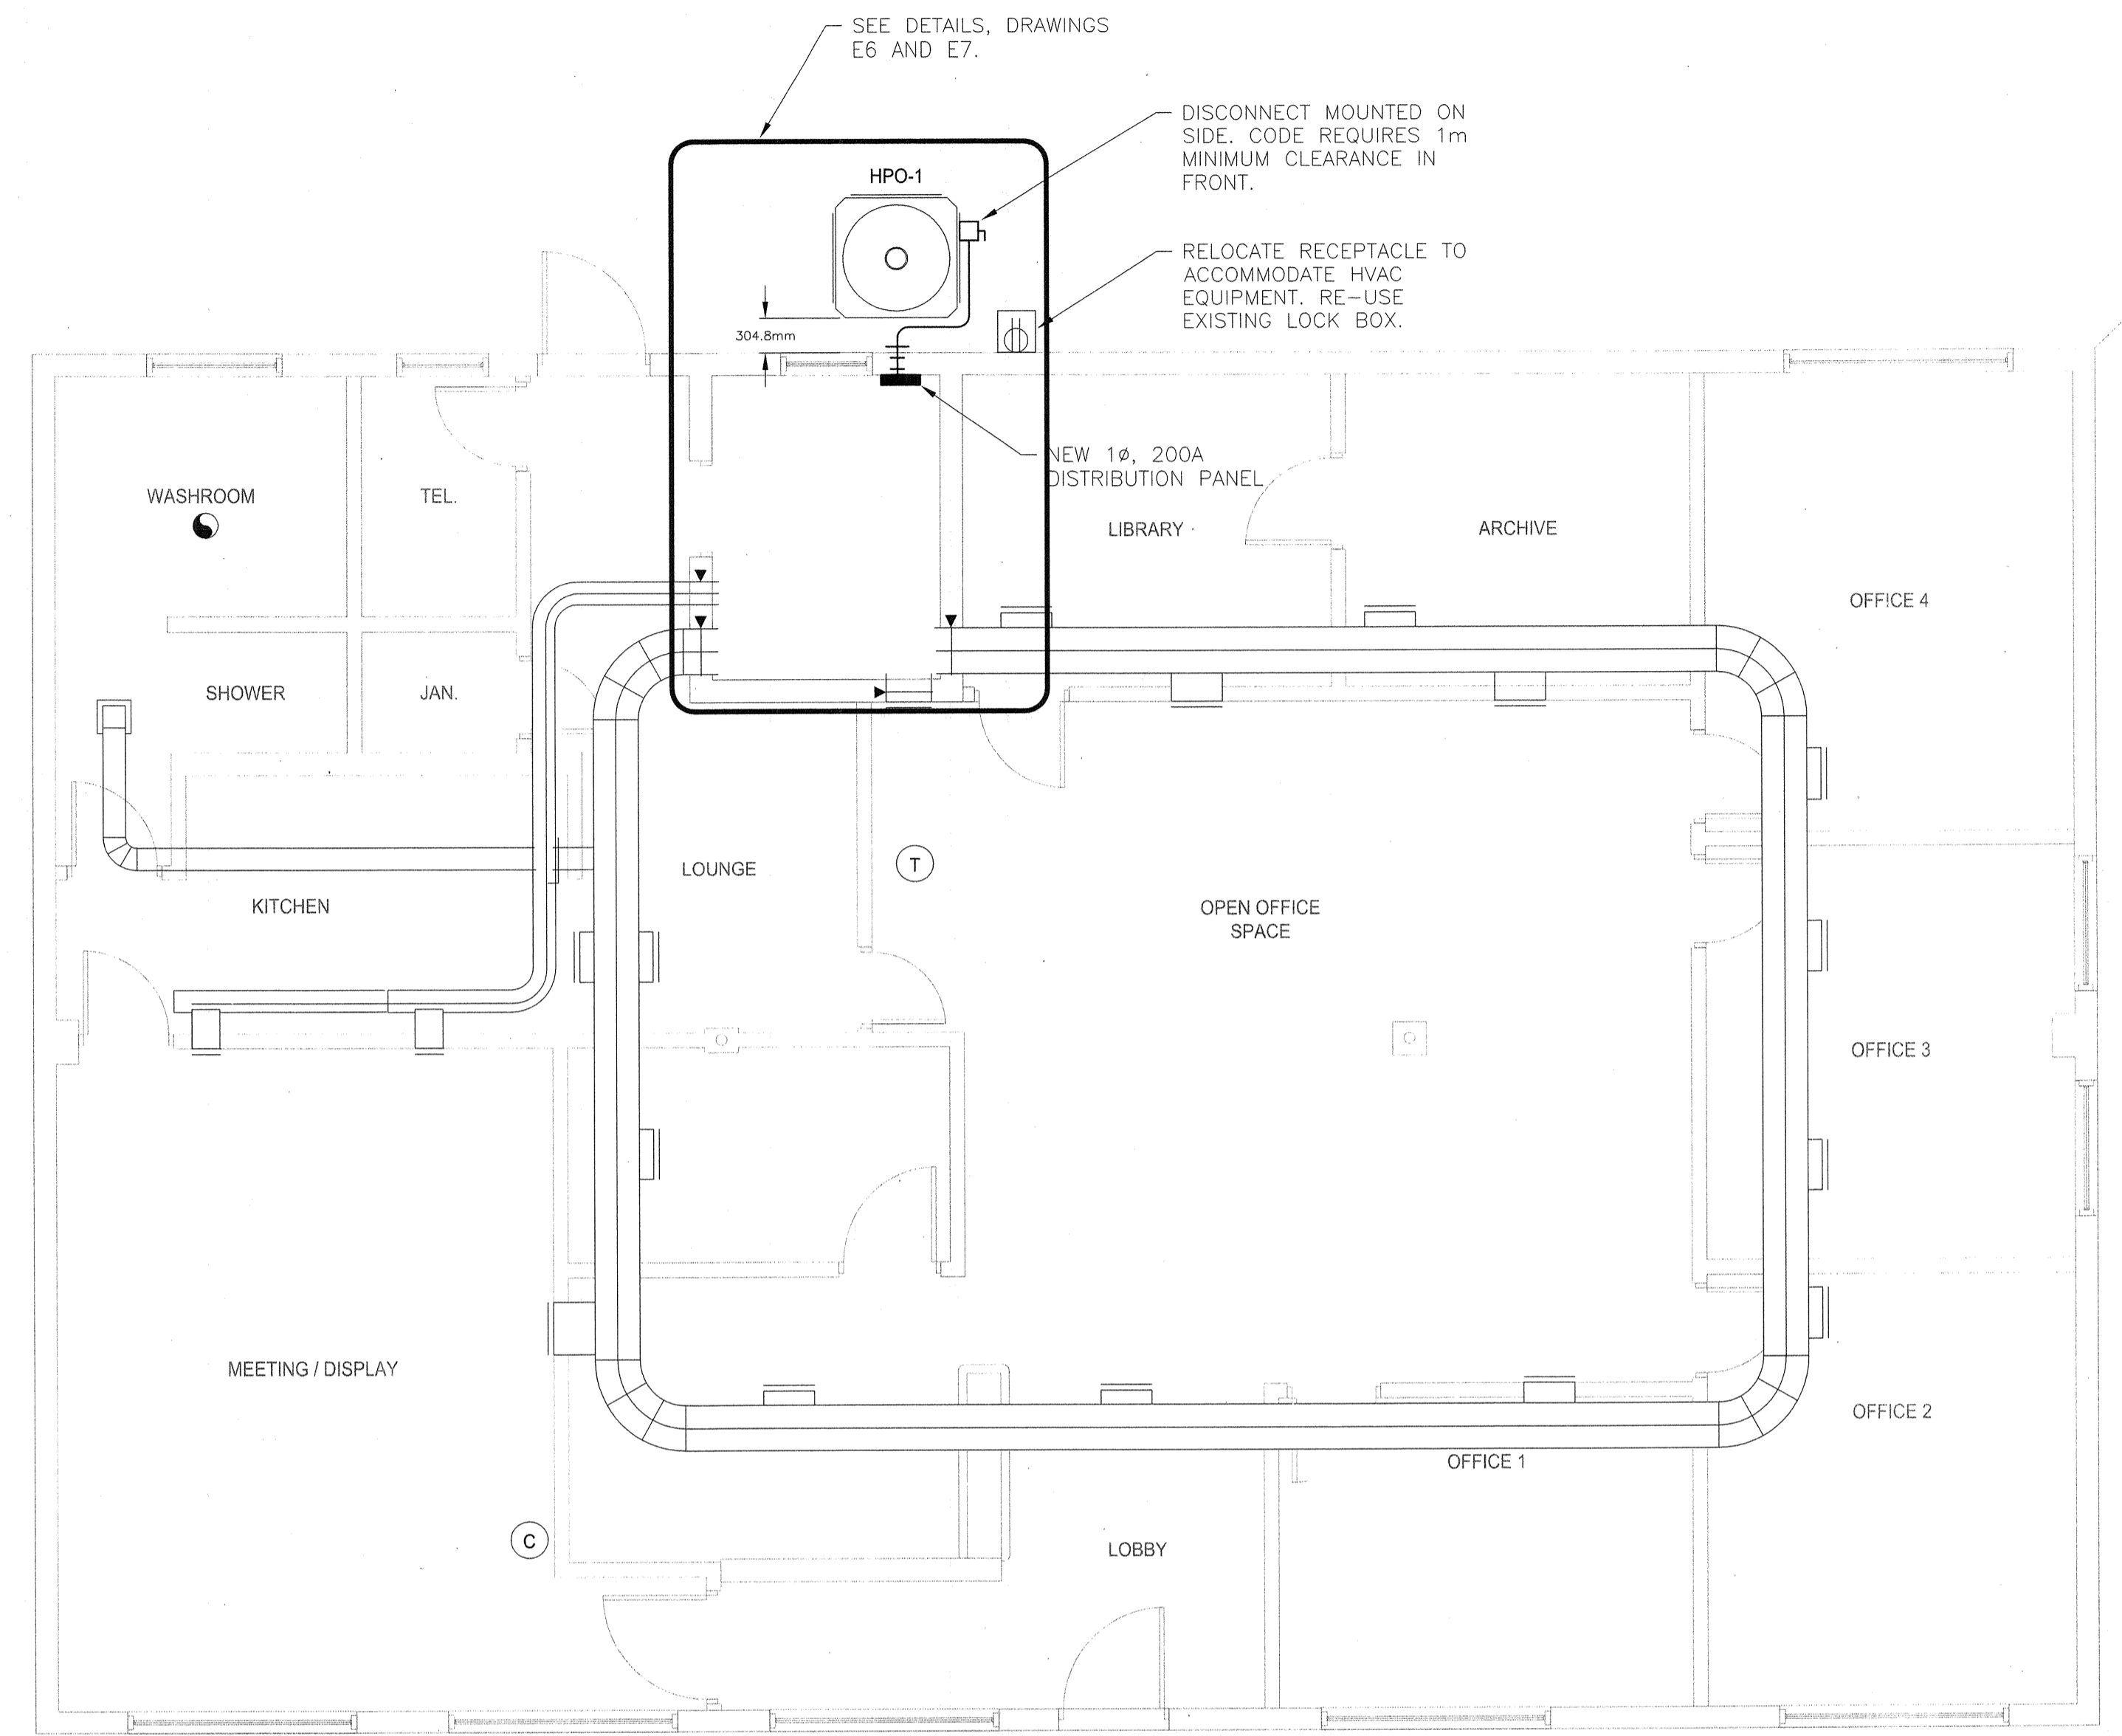 SEE DETAILS, DRAWINGS
E6 AND E7.
DISCONNECT MOUNTED ON
SIDE. CODE REQUIRES 1m
MINIMUM CLEARANCE IN
FRONT.
HPO-1
RELOCATE RECEPTACLE TO
ACCOMMODATE HVAC
EQUIPMENT. RE-USE
EXISTING LOCK BOX.
304.8mm
NEW 1ø, 200A
DISTRIBUTION PANEL
WASHROOM
TEL.
LIBRARY
ARCHIVE
OFFICE 4
SHOWER
JAN.
LOUNGE
T
KITCHEN
OPEN OFFICE
SPACE
OFFICE 3
MEETING / DISPLAY
OFFICE 2
OFFICE 1
C
LOBBY